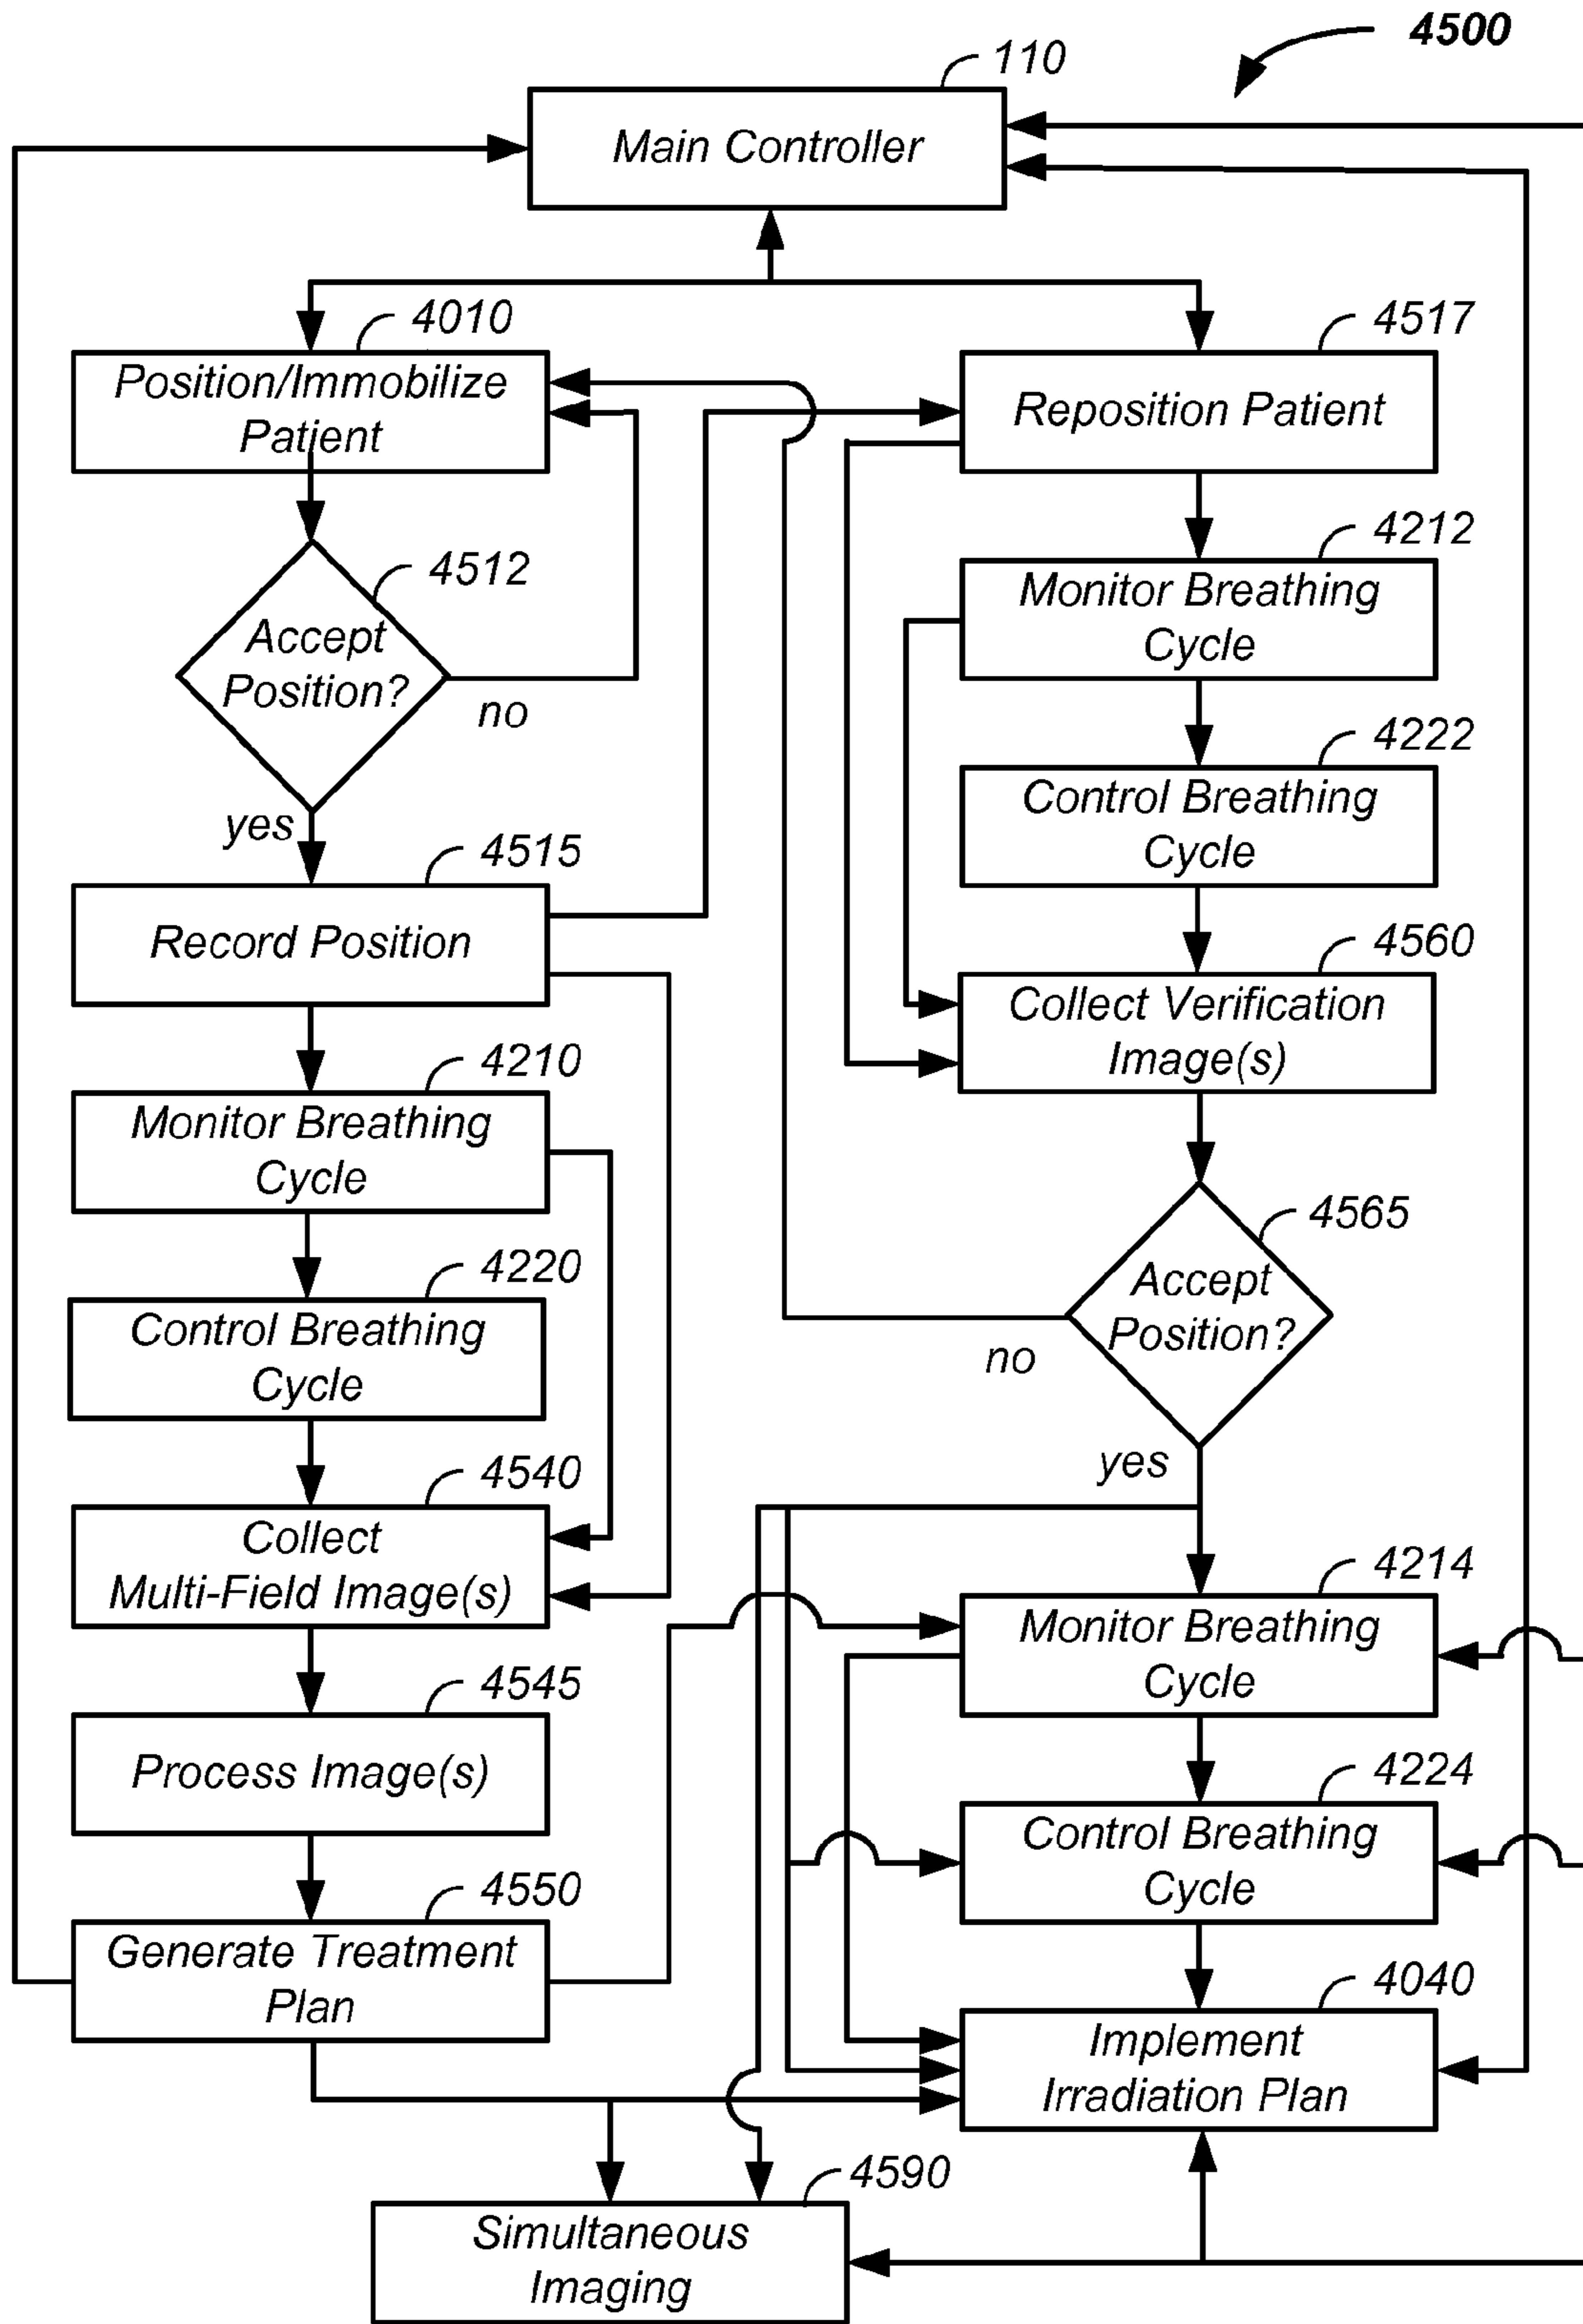 4500
110
Main Controller
4010
Position/Immobilize
Patient
4512
Accept
Position?
no
yes
4515
Record Position
4210
Monitor Breathing
Cycle
4220
Control Breathing
Cycle
4540
Collect
Multi-Field Image(s)
4545
Process Image(s)
4550
Generate Treatment
Plan
4517
Reposition Patient
4212
Monitor Breathing
Cycle
4222
Control Breathing
Cycle
4560
Collect Verification
Image(s)
4565
Accept
Position?
no
yes
4214
Monitor Breathing
Cycle
4224
Control Breathing
Cycle
4040
Implement
Irradiation Plan
4590
Simultaneous
Imaging